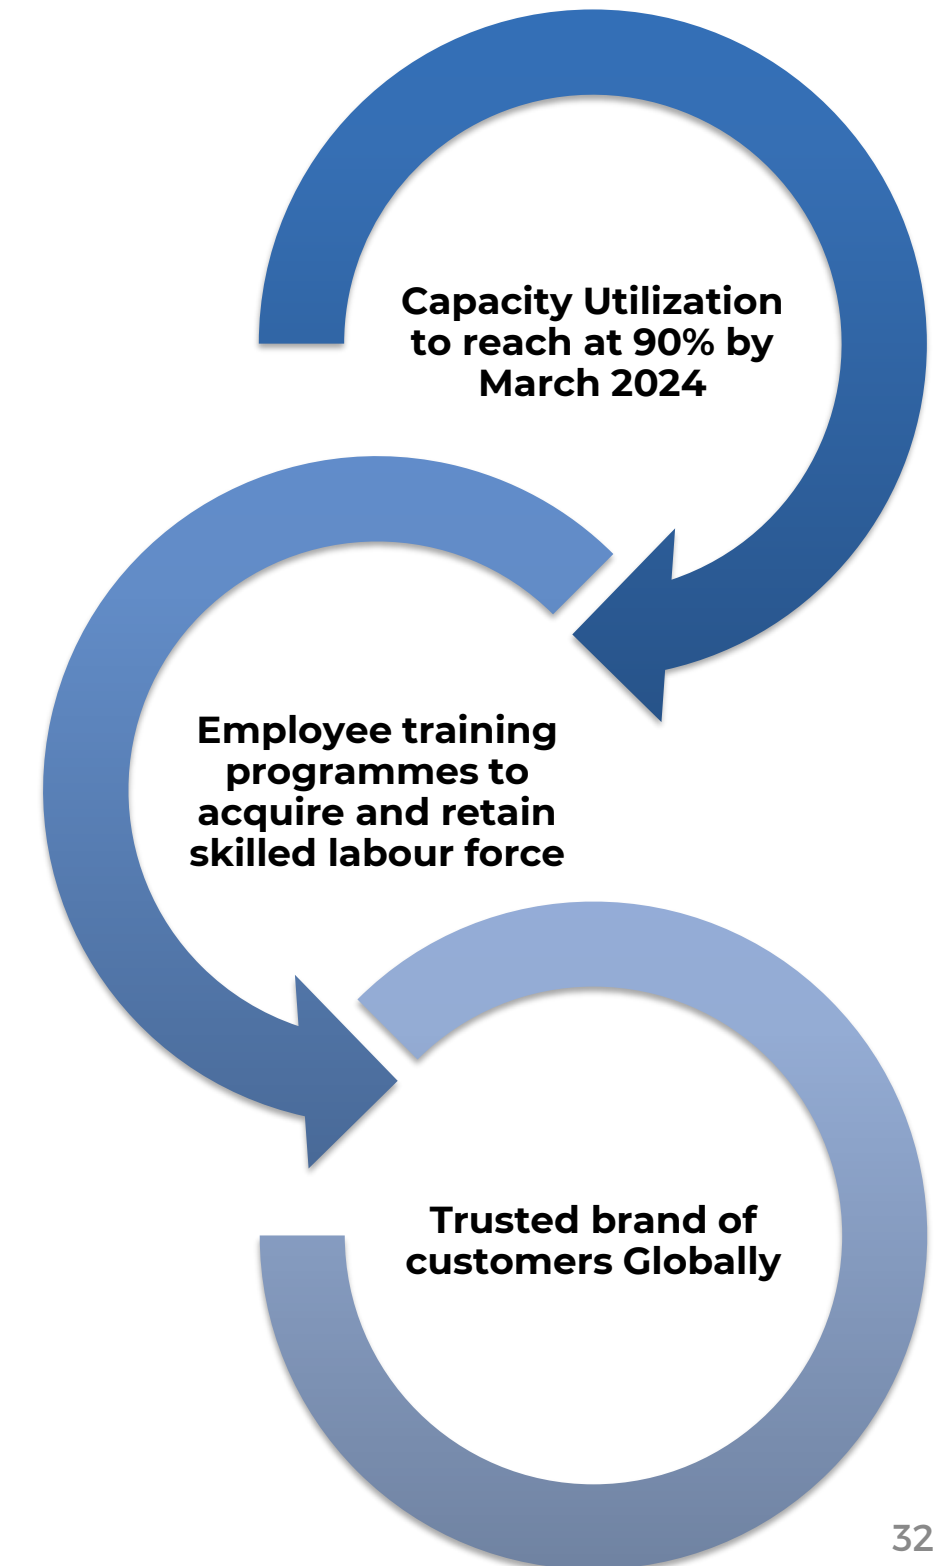 Capacity Utilization
to reach at 90% by
March 2024
Employee training
programmes to
acquire and retain
skilled labour force
Trusted brand of
customers Globally
32